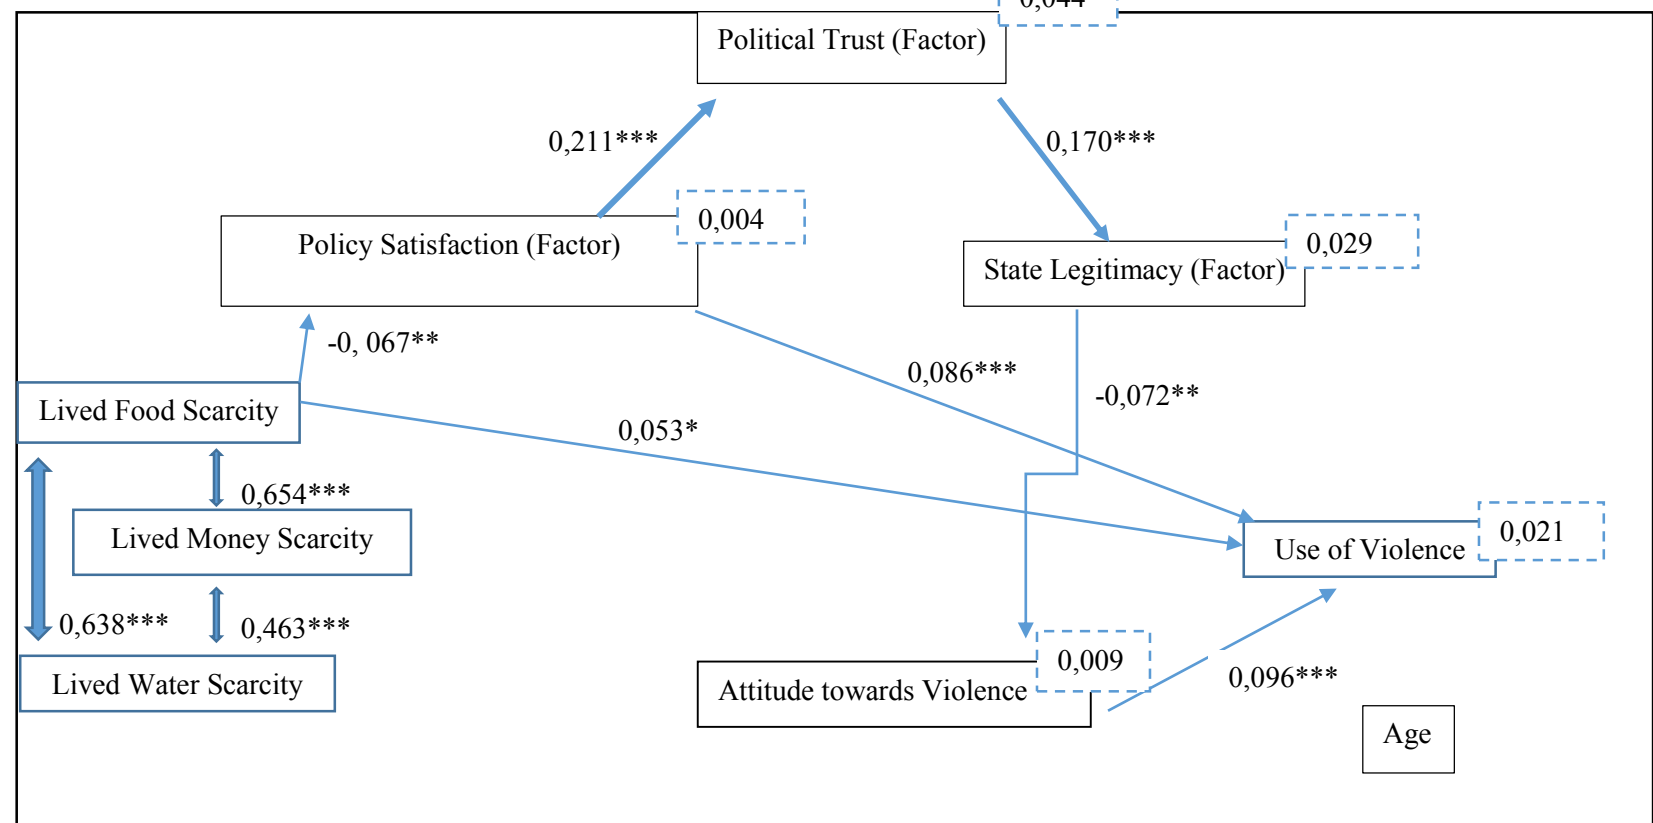 0,044
Political Trust (Factor)
0,211***
0,170***
0,004
Policy Satisfaction (Factor)
0,029
State Legitimacy (Factor)
-0, 067**
0,086***
-0,072**
Lived Food Scarcity
0,053*
0,654***
Lived Money Scarcity
0,021
Use of Violence
0,638***
0,463***
0,009
Lived Water Scarcity
Attitude towards Violence
0,096***
Age